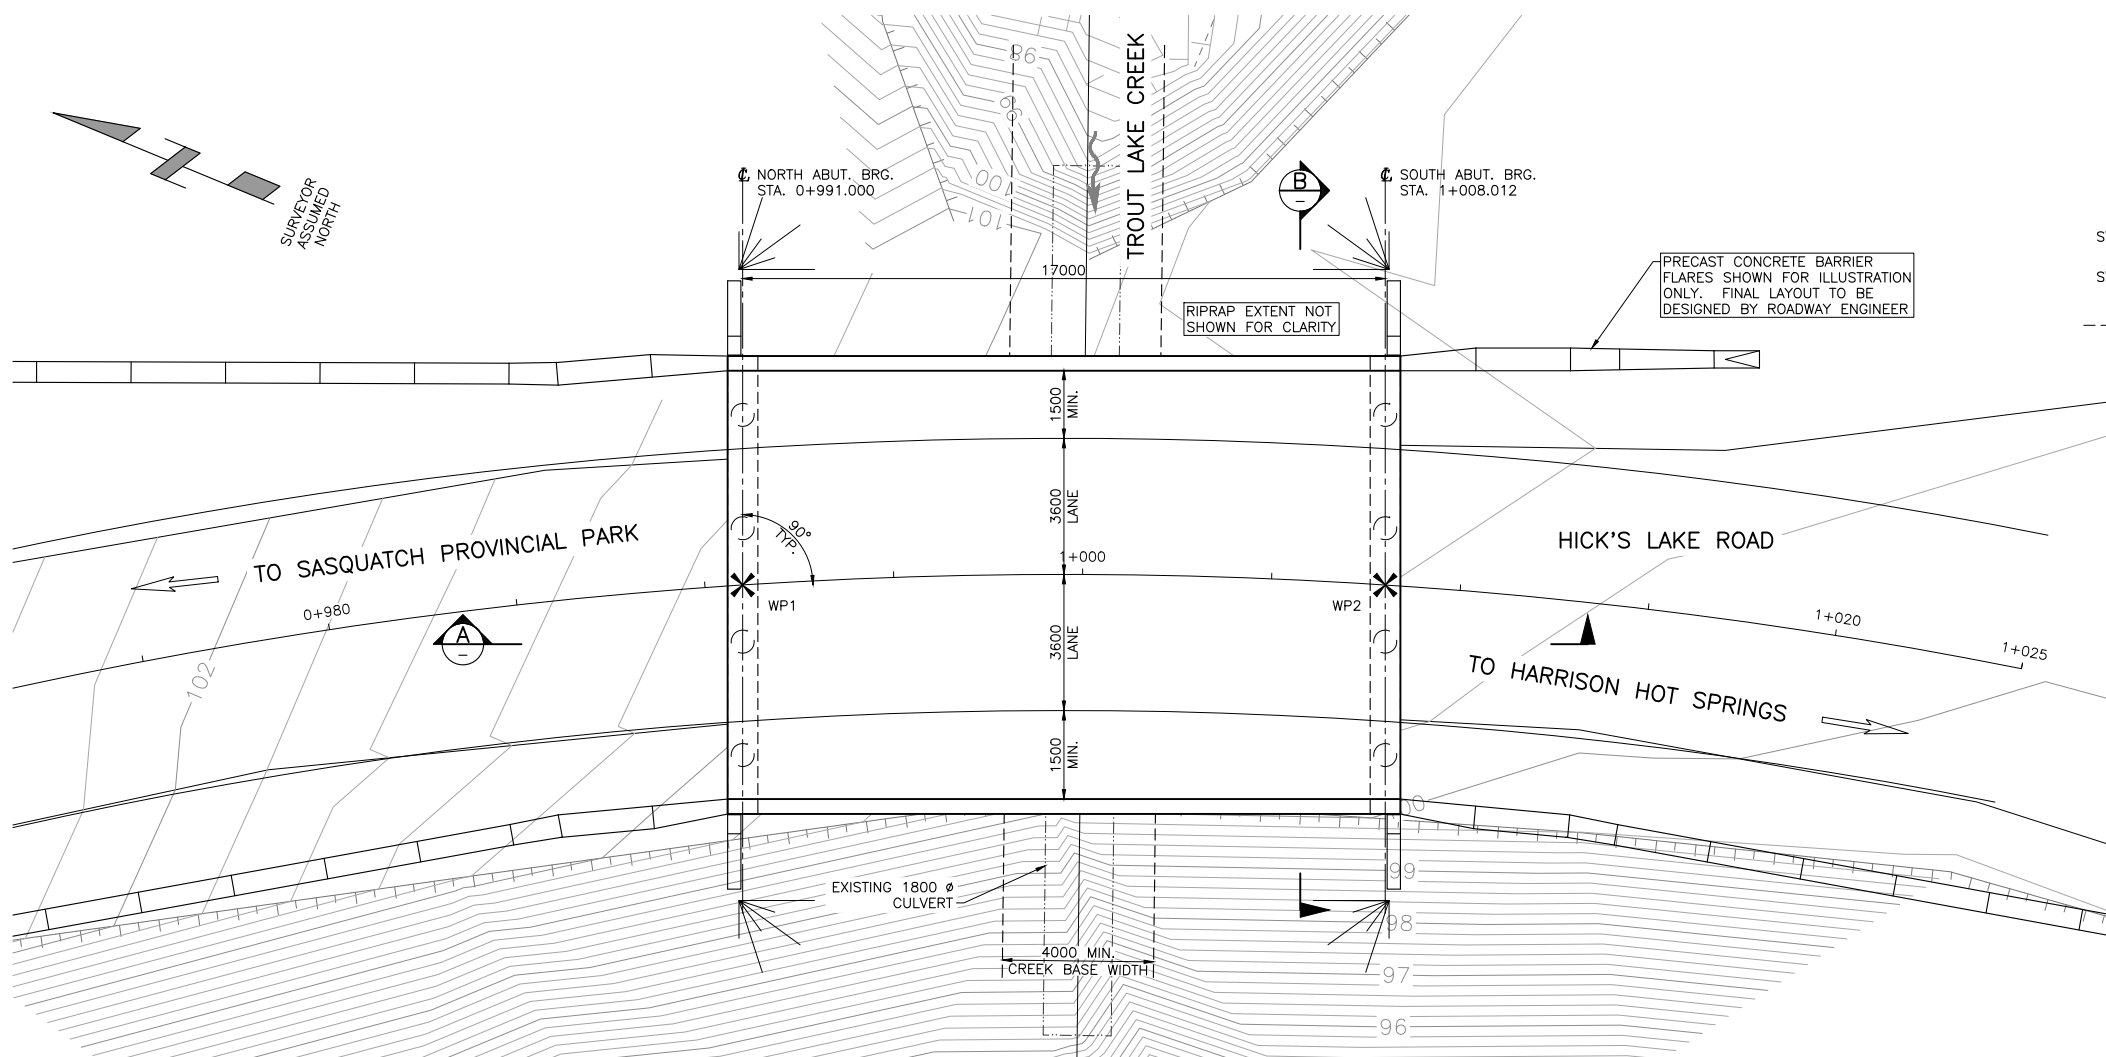 98
99
100
101
TROUT LAKE CREEK
SURVEYOR
ASSUMED
NORTH
℄ NORTH ABUT. BRG.
STA. 0+991.000
B
–
℄ SOUTH ABUT. BRG.
STA. 1+008.012
17000
RIPRAP EXTENT NOT
SHOWN FOR CLARITY
PRECAST CONCRETE BARRIER
FLARES SHOWN FOR ILLUSTRATION
ONLY. FINAL LAYOUT TO BE
DESIGNED BY ROADWAY ENGINEER
1500
MIN.
3600
LANE
90°
TYP.
TO SASQUATCH PROVINCIAL PARK
HICK'S LAKE ROAD
1+000
0+980
WP1
WP2
A
–
1+020
1+025
3600
LANE
TO HARRISON HOT SPRINGS
102
1500
MIN.
EXISTING 1800 ø
CULVERT
99
98
4000 MIN.
CREEK BASE WIDTH
97
96